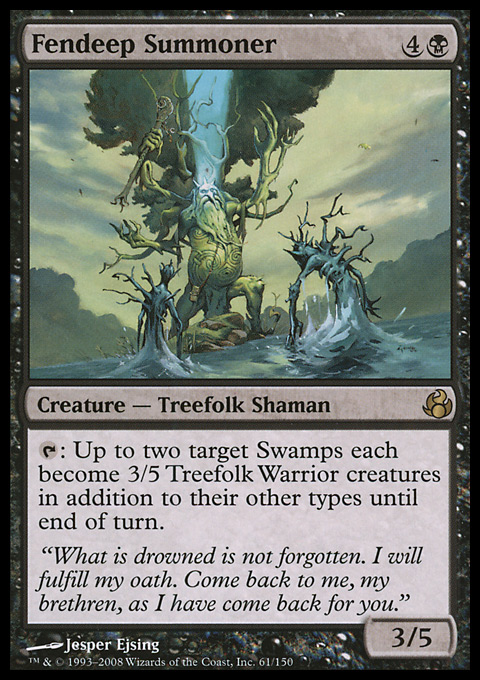 Fendeep Summoner 4
Creature — Treefolk Shaman
: Up to two target Swamps each
become 3/5 Treefolk Warrior creatures
in addition to their other types until
end of turn.
“What is drowned is not forgotten. I will
fulfill my oath. Come back to me, my
brethren, as I have come back for you.”
Jesper Ejsing
3/5
™ & © 1993–2008 Wizards of the Coast, Inc. 61/150